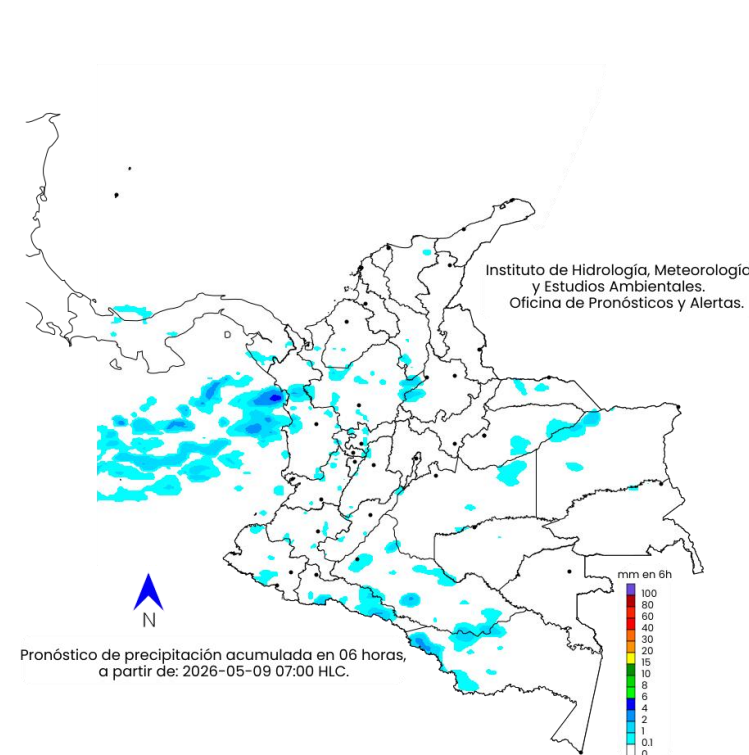 Instituto de Hidrología, Meteorología
y Estudios Ambientales.
Oficina de Pronósticos y Alertas.
mm en 6h
100
80
60
40
30
20
15
10
8
6
4
2
1
0.1
0
N
Pronóstico de precipitación acumulada en 06 horas,
a partir de: 2026-05-09 07:00 HLC.